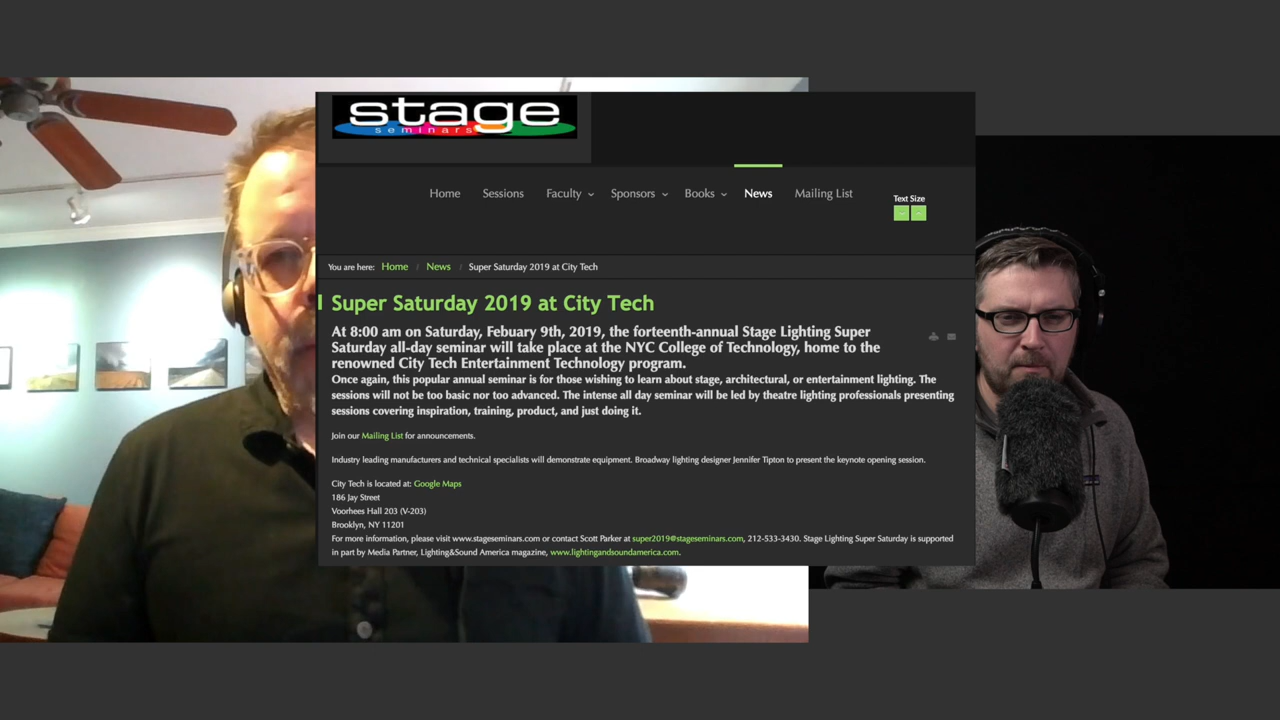 stage
seminars
Home Sessions Faculty Sponsors Books News Mailing List
Text Size
You are here: Home / News / Super Saturday 2019 at City Tech
Super Saturday 2019 at City Tech
At 8:00 am on Saturday, Febuary 9th, 2019, the forteenth-annual Stage Lighting Super
Saturday all-day seminar will take place at the NYC College of Technology, home to the
renowned City Tech Entertainment Technology program.
Once again, this popular annual seminar is for those wishing to learn about stage, architectural, or entertainment lighting. The
sessions will not be too basic nor too advanced. The intense all day seminar will be led by theatre lighting professionals presenting
sessions covering inspiration, training, product, and just doing it.
Join our Mailing List for announcements.
Industry leading manufacturers and technical specialists will demonstrate equipment. Broadway lighting designer Jennifer Tipton to present the keynote opening session.
City Tech is located at: Google Maps
186 Jay Street
Voorhees Hall 203 (V-203)
Brooklyn, NY 11201
For more information, please visit www.stageseminars.com or contact Scott Parker at super2019@stageseminars.com, 212-533-3430. Stage Lighting Super Saturday is supported
in part by Media Partner, Lighting&Sound America magazine, www.lightingandsoundamerica.com.